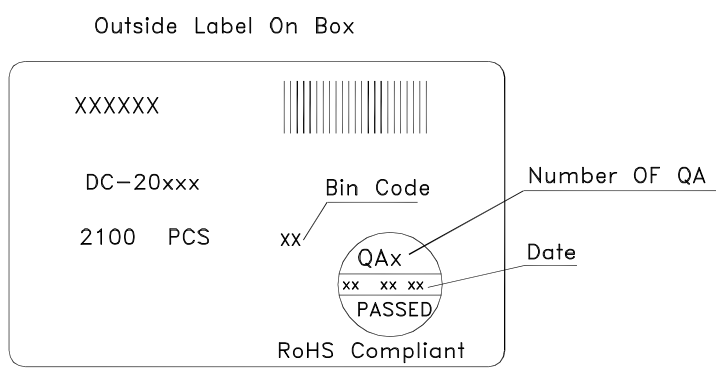 Outside Label On Box
XXXXXX
DC-20xxx
Bin Code
Number OF QA
2100 PCS
xx
QAx
Date
xx xx xx
PASSED
RoHS Compliant